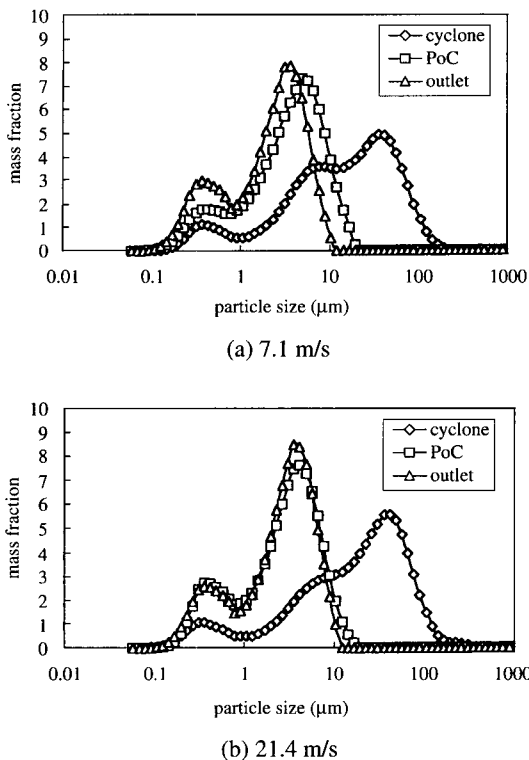 10
9
8
7
6
5
4
3
2
1
0
mass fraction
cyclone
PoC
outlet
0.01 0.1 1 10 100 1000
particle size (µm)
(a) 7.1 m/s
10
9
8
7
6
5
4
3
2
1
0
mass fraction
cyclone
PoC
outlet
0.01 0.1 1 10 100 1000
particle size (µm)
(b) 21.4 m/s